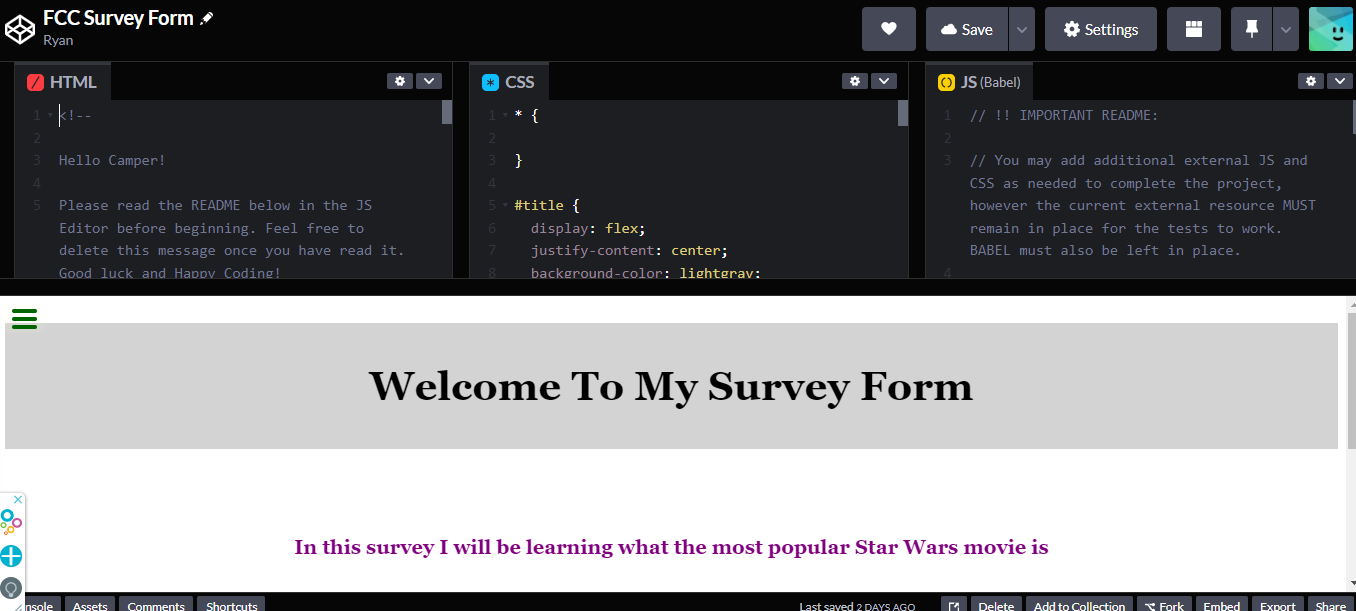 FCC Survey Form
Ryan
Save
Settings
HTML
CSS
JS (Babel)
1 <!--
2
3 Hello Camper!
4
5 Please read the README below in the JS
Editor before beginning. Feel free to
delete this message once you have read it.
Good luck and Happy Coding!
1 * {
2
3 }
4
5 #title {
6 display: flex;
7 justify-content: center;
8 background-color: lightgray;
1 // !! IMPORTANT README:
2
3 // You may add additional external JS and
CSS as needed to complete the project,
however the current external resource MUST
remain in place for the tests to work.
BABEL must also be left in place.
4
Welcome To My Survey Form
In this survey I will be learning what the most popular Star Wars movie is
nsole
Assets
Comments
Shortcuts
Last saved 2 DAYS AGO
Delete
Add to Collection
Fork
Embed
Export
Share